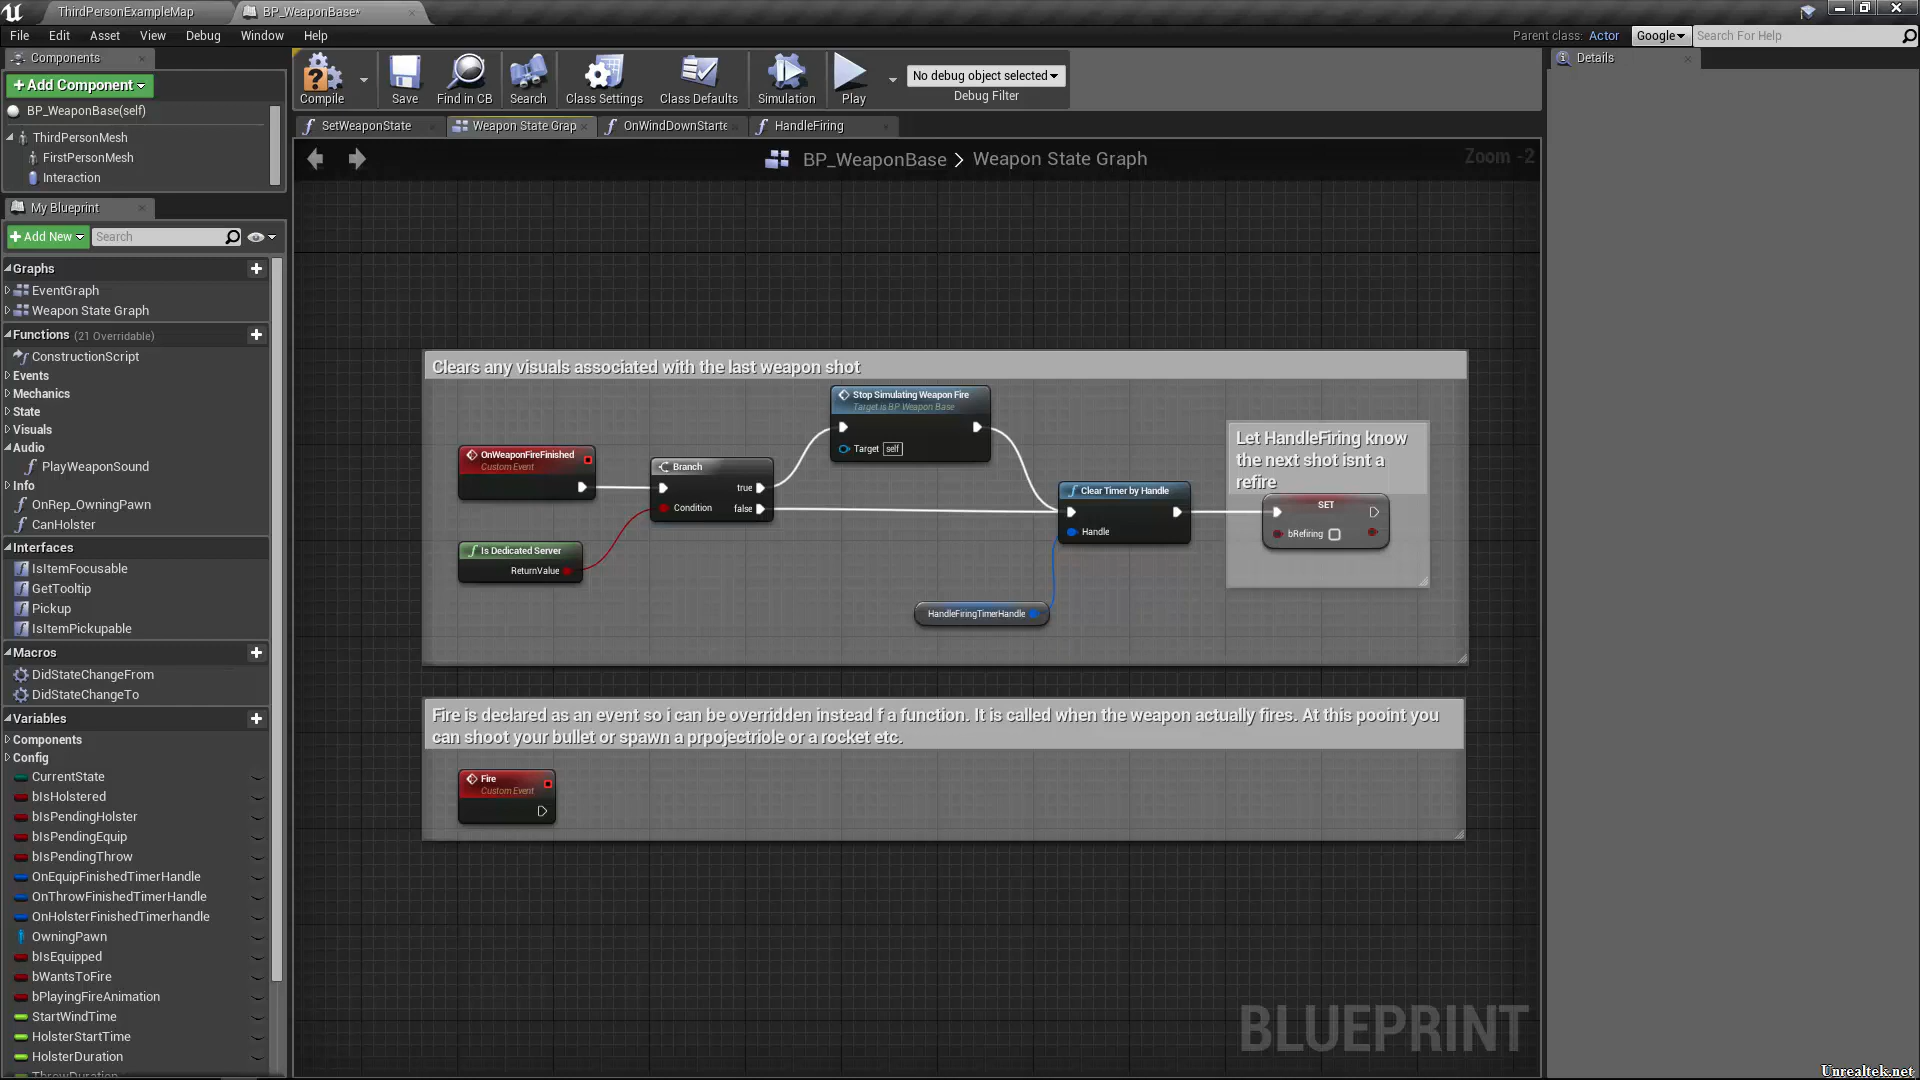 ThirdPersonExampleMap
BP_WeaponBase*
File Edit Asset View Debug Window Help
Parent class: Actor
Google
Search For Help
Components
+Add Component
BP_WeaponBase(self)
ThirdPersonMesh
FirstPersonMesh
Interaction
My Blueprint
+Add New
Search
Graphs
EventGraph
Weapon State Graph
Functions (21 Overridable)
ConstructionScript
Events
Mechanics
State
Visuals
Audio
PlayWeaponSound
Info
OnRep_OwningPawn
CanHolster
Interfaces
IsItemFocusable
GetTooltip
Pickup
IsItemPickupable
Macros
DidStateChangeFrom
DidStateChangeTo
Variables
Components
Config
CurrentState
bIsHolstered
bIsPendingHolster
bIsPendingEquip
bIsPendingThrow
OnEquipFinishedTimerHandle
OnThrowFinishedTimerHandle
OnHolsterFinishedTimerhandle
OwningPawn
bIsEquipped
bWantsToFire
bPlayingFireAnimation
StartWindTime
HolsterStartTime
HolsterDuration
ThrowDuration
Compile
Save
Find in CB
Search
Class Settings
Class Defaults
Simulation
Play
No debug object selected
Debug Filter
SetWeaponState
Weapon State Grap
OnWindDownStarte
HandleFiring
BP_WeaponBase > Weapon State Graph
Zoom -2
Clears any visuals associated with the last weapon shot
OnWeaponFireFinished
Custom Event
Is Dedicated Server
ReturnValue
Branch
true
Condition false
Stop Simulating Weapon Fire
Target is BP Weapon Base
Target self
Clear Timer by Handle
Handle
HandleFiringTimerHandle
Let HandleFiring know
the next shot isnt a
refire
SET
bRefiring
Fire is declared as an event so i can be overridden instead f a function. It is called when the weapon actually fires. At this pooint you
can shoot your bullet or spawn a prpojectriole or a rocket etc.
Fire
Custom Event
BLUEPRINT
Details
Unrealtek.net